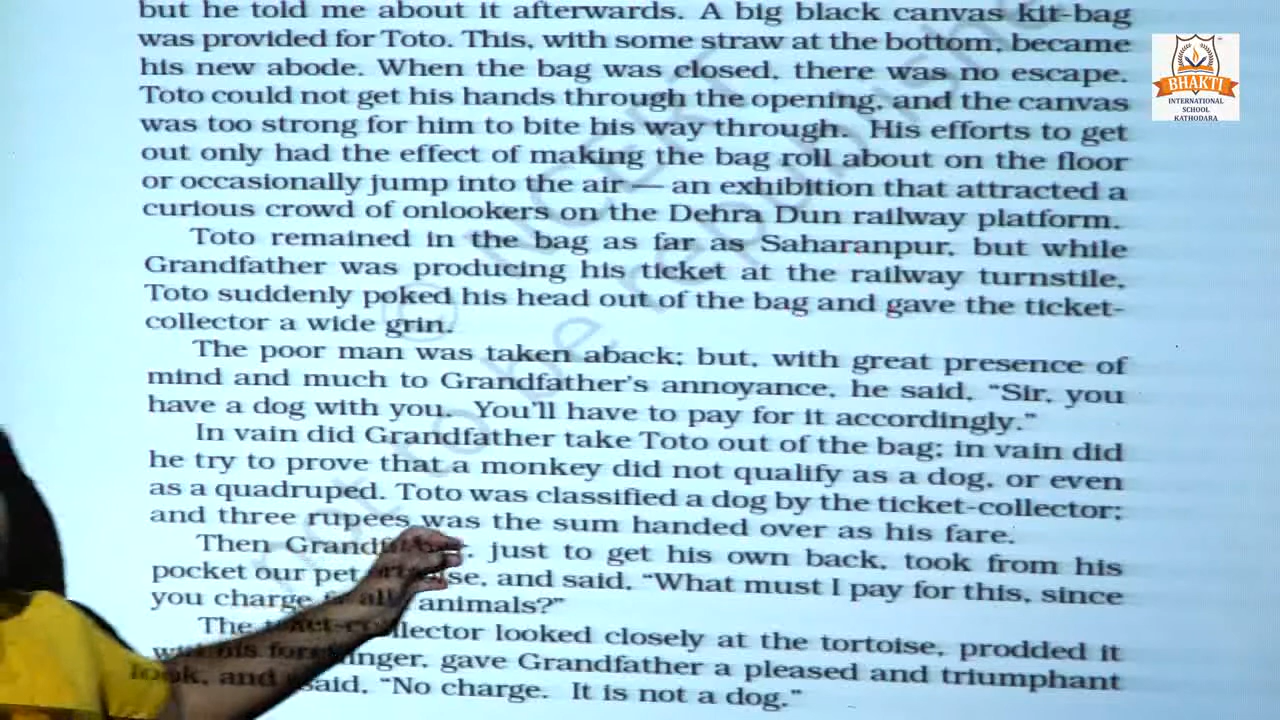 but he told me about it afterwards. A big black canvas kit-bag
was provided for Toto. This, with some straw at the bottom, became
his new abode. When the bag was closed, there was no escape.
Toto could not get his hands through the opening, and the canvas
was too strong for him to bite his way through. His efforts to get
out only had the effect of making the bag roll about on the floor
or occasionally jump into the air — an exhibition that attracted a
curious crowd of onlookers on the Dehra Dun railway platform.
Toto remained in the bag as far as Saharanpur, but while
Grandfather was producing his ticket at the railway turnstile,
Toto suddenly poked his head out of the bag and gave the ticket-
collector a wide grin.
The poor man was taken aback; but, with great presence of
mind and much to Grandfather's annoyance, he said, “Sir, you
have a dog with you. You'll have to pay for it accordingly.”
In vain did Grandfather take Toto out of the bag; in vain did
he try to prove that a monkey did not qualify as a dog, or even
as a quadruped. Toto was classified a dog by the ticket-collector;
and three rupees was the sum handed over as his fare.
Then just to get his own back, took from his
pocket our pet and said, “What must I pay for this, since
you charge animals?”
The looked closely at the tortoise, prodded it
gave Grandfather a pleased and triumphant
look, and said, “No charge. It is not a dog.”
© NCERT
not to be republished
BHAKTI
INTERNATIONAL
SCHOOL
KATHODARA